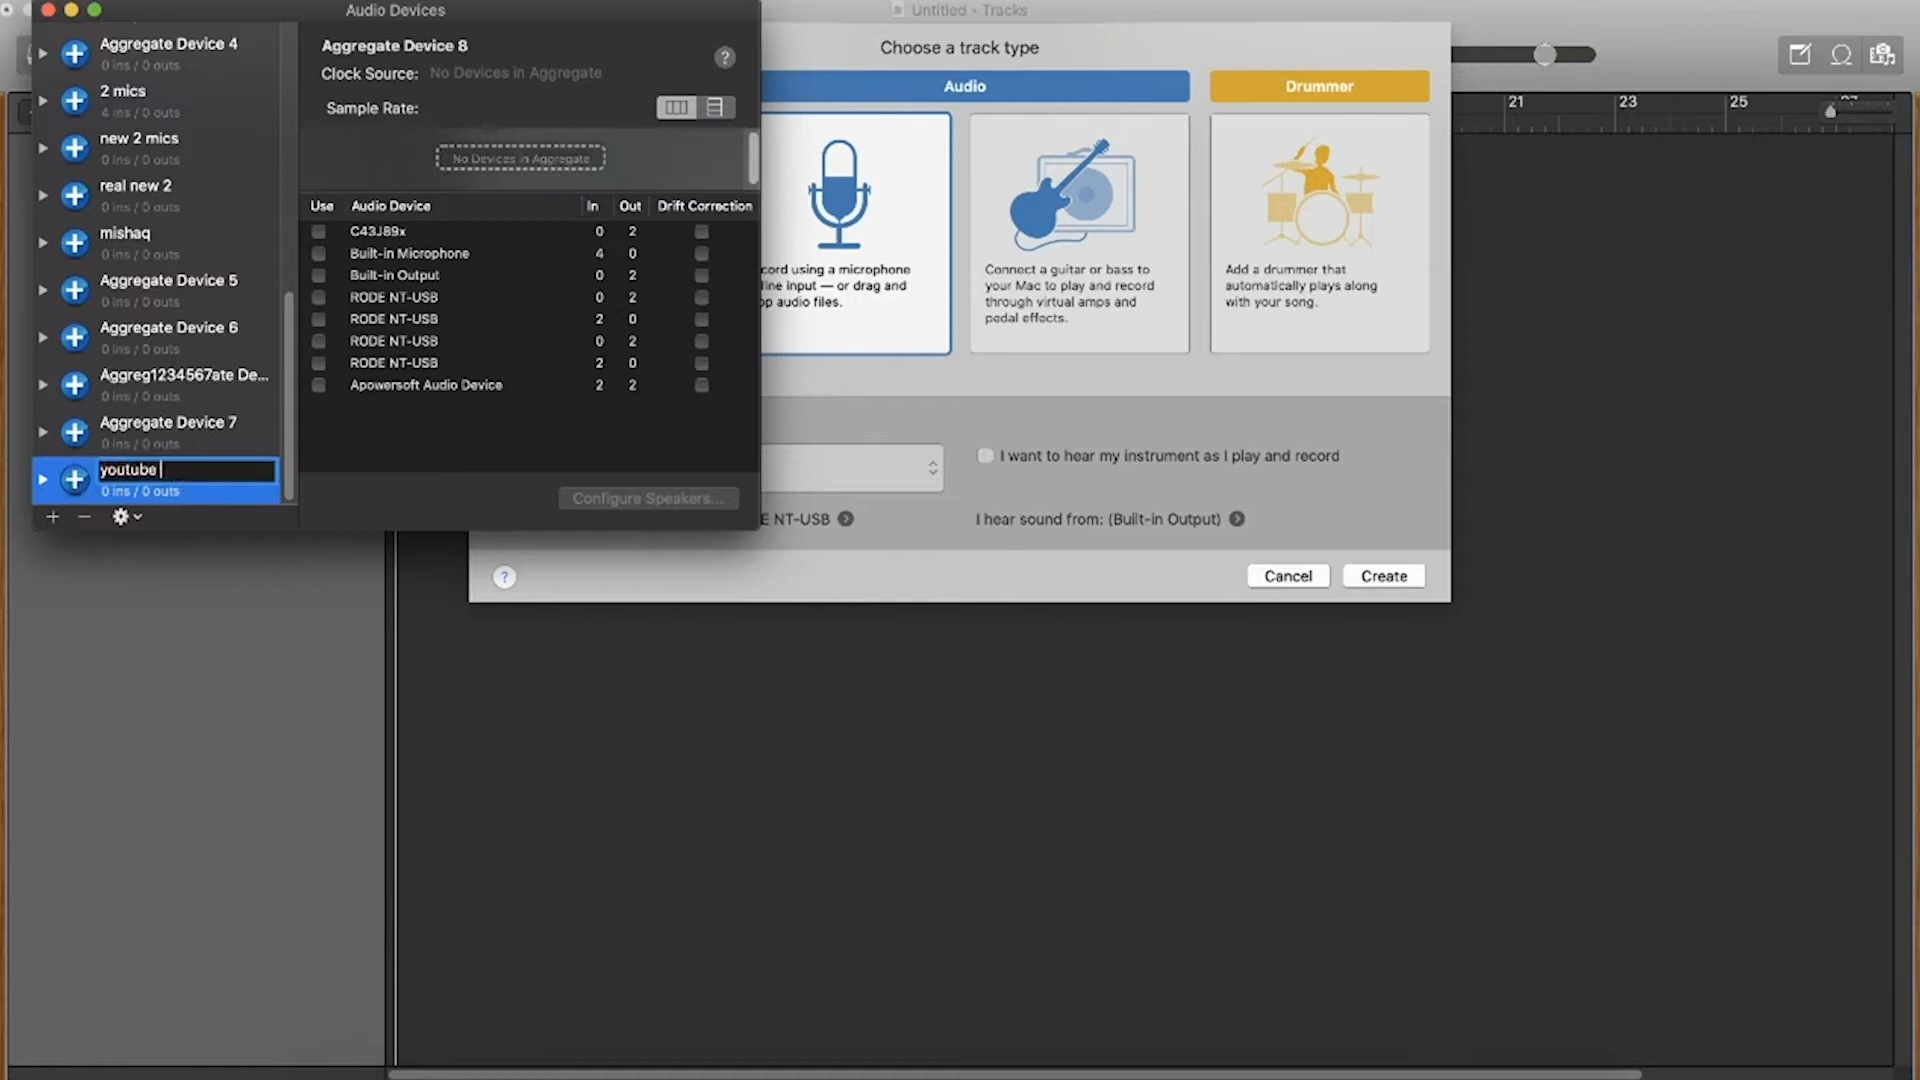 Audio Devices
Aggregate Device 4
0 ins / 0 outs
2 mics
4 ins / 0 outs
new 2 mics
0 ins / 0 outs
real new 2
0 ins / 0 outs
mishaq
0 ins / 0 outs
Aggregate Device 5
0 ins / 0 outs
Aggregate Device 6
0 ins / 0 outs
Aggreg1234567ate De...
0 ins / 0 outs
Aggregate Device 7
0 ins / 0 outs
youtube
0 ins / 0 outs
Aggregate Device 8
?
Clock Source: No Devices in Aggregate
Sample Rate:
No Devices in Aggregate
Use Audio Device In Out Drift Correction
C43J89x 0 2
Built-in Microphone 4 0
Built-in Output 0 2
RODE NT-USB 0 2
RODE NT-USB 2 0
RODE NT-USB 0 2
RODE NT-USB 2 0
Apowersoft Audio Device 2 2
Configure Speakers...
Untitled - Tracks
Choose a track type
Audio
Drummer
cord using a microphone
line input — or drag and
op audio files.
Connect a guitar or bass to
your Mac to play and record
through virtual amps and
pedal effects.
Add a drummer that
automatically plays along
with your song.
I want to hear my instrument as I play and record
E NT-USB
I hear sound from: (Built-in Output)
?
Cancel
Create
21 23 25